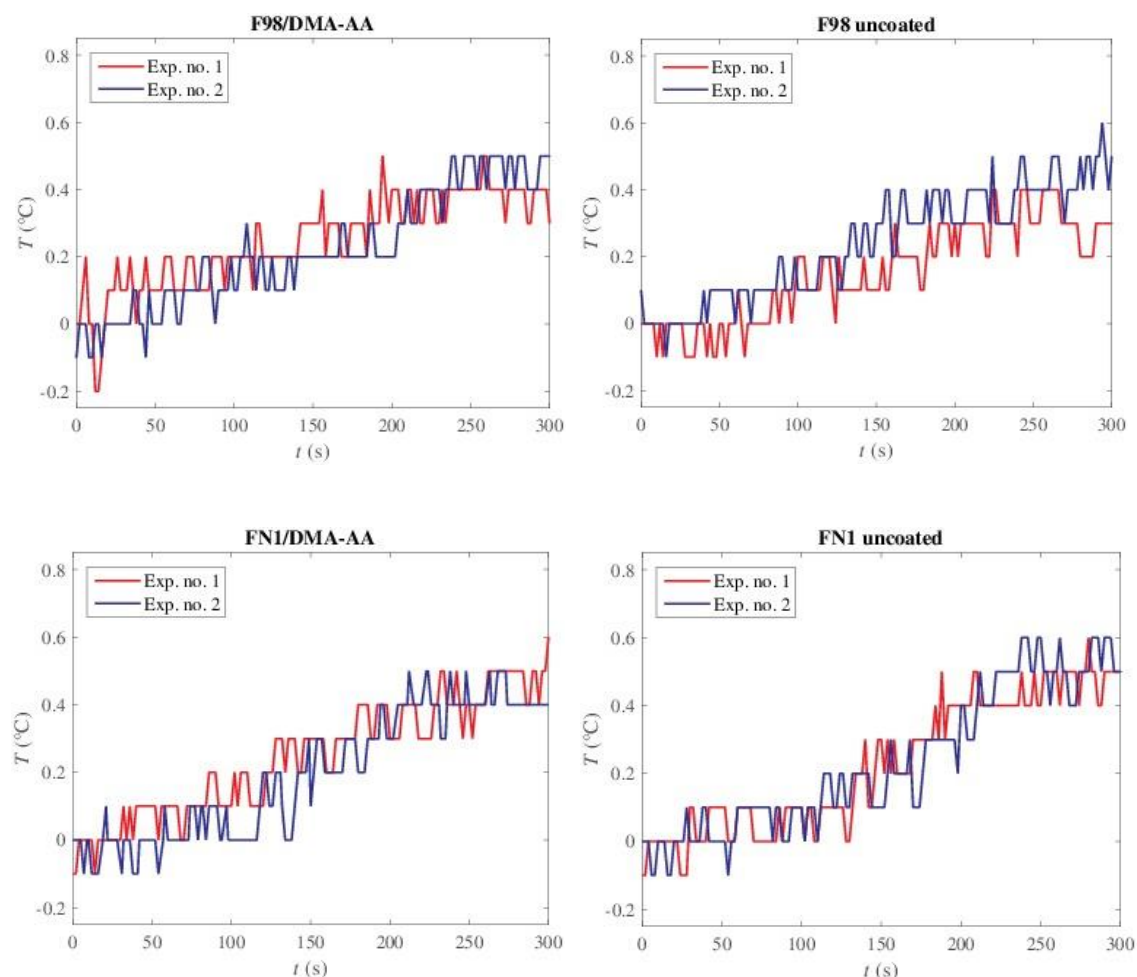 F98/DMA-AA
0.8
0.6
0.4
0.2
0
-0.2
T (°C)
Exp. no. 1
Exp. no. 2
0 50 100 150 200 250 300
t (s)
F98 uncoated
0.8
0.6
0.4
0.2
0
-0.2
T (°C)
Exp. no. 1
Exp. no. 2
0 50 100 150 200 250 300
t (s)
FN1/DMA-AA
0.8
0.6
0.4
0.2
0
-0.2
T (°C)
Exp. no. 1
Exp. no. 2
0 50 100 150 200 250 300
t (s)
FN1 uncoated
0.8
0.6
0.4
0.2
0
-0.2
T (°C)
Exp. no. 1
Exp. no. 2
0 50 100 150 200 250 300
t (s)